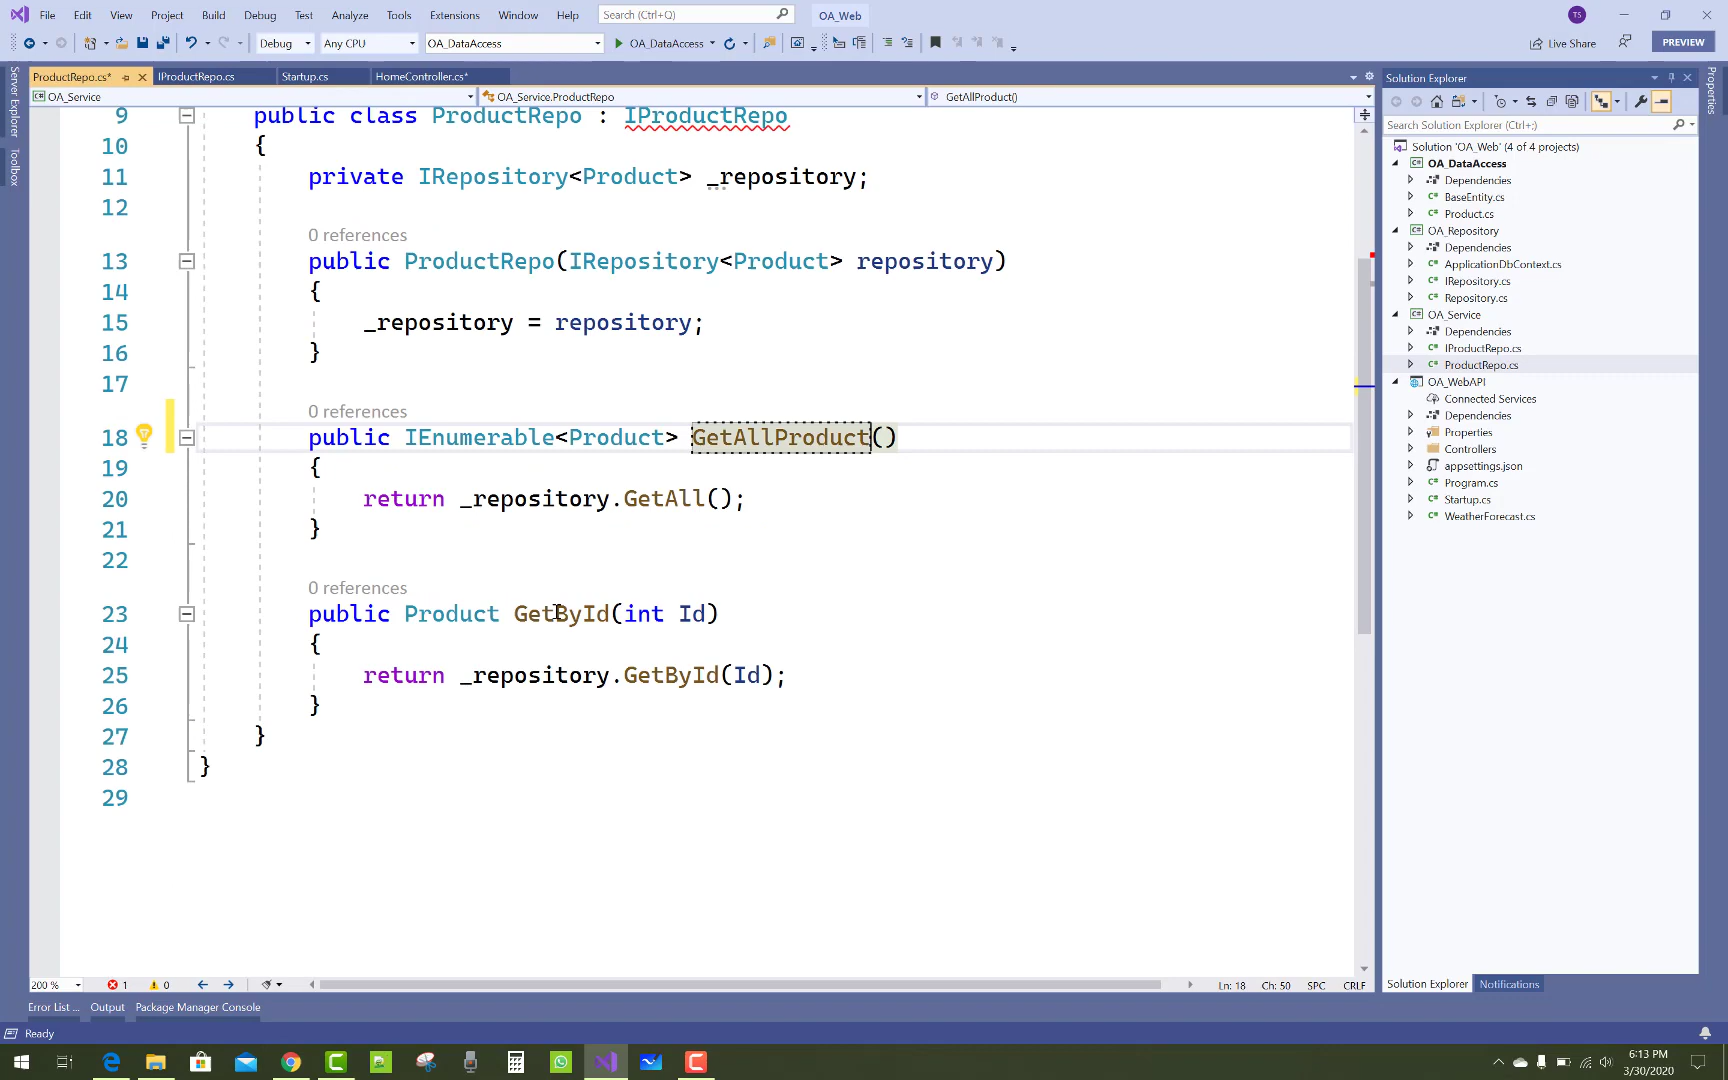 File Edit View Project Build Debug Test Analyze Tools Extensions Window Help Search (Ctrl+Q) OA_Web TS
Debug Any CPU OA_DataAccess OA_DataAccess Live Share PREVIEW
ProductRepo.cs* IProductRepo.cs Startup.cs HomeController.cs*
OA_Service OA_Service.ProductRepo GetAllProduct()
Server Explorer
Toolbox
9 public class ProductRepo : IProductRepo
10 {
11 private IRepository<Product> _repository;
12
0 references
13 public ProductRepo(IRepository<Product> repository)
14 {
15 _repository = repository;
16 }
17
0 references
18 public IEnumerable<Product> GetAllProduct()
19 {
20 return _repository.GetAll();
21 }
22
0 references
23 public Product GetById(int Id)
24 {
25 return _repository.GetById(Id);
26 }
27 }
28 }
29
200 % 1 0 Ln: 18 Ch: 50 SPC CRLF
Solution Explorer
Search Solution Explorer (Ctrl+;)
Solution 'OA_Web' (4 of 4 projects)
OA_DataAccess
Dependencies
C# BaseEntity.cs
C# Product.cs
OA_Repository
Dependencies
C# ApplicationDbContext.cs
C# IRepository.cs
C# Repository.cs
OA_Service
Dependencies
C# IProductRepo.cs
C# ProductRepo.cs
OA_WebAPI
Connected Services
Dependencies
Properties
Controllers
appsettings.json
C# Program.cs
C# Startup.cs
C# WeatherForecast.cs
Solution Explorer Notifications
Properties
Error List ... Output Package Manager Console
Ready
6:13 PM
3/30/2020